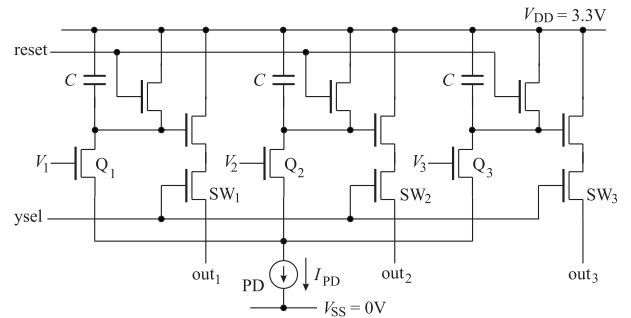 V_DD = 3.3V
reset
C C C
V_1 Q_1 V_2 Q_2 V_3 Q_3
SW_1 SW_2 SW_3
ysel
out_1 PD I_PD out_2 out_3
V_SS = 0V